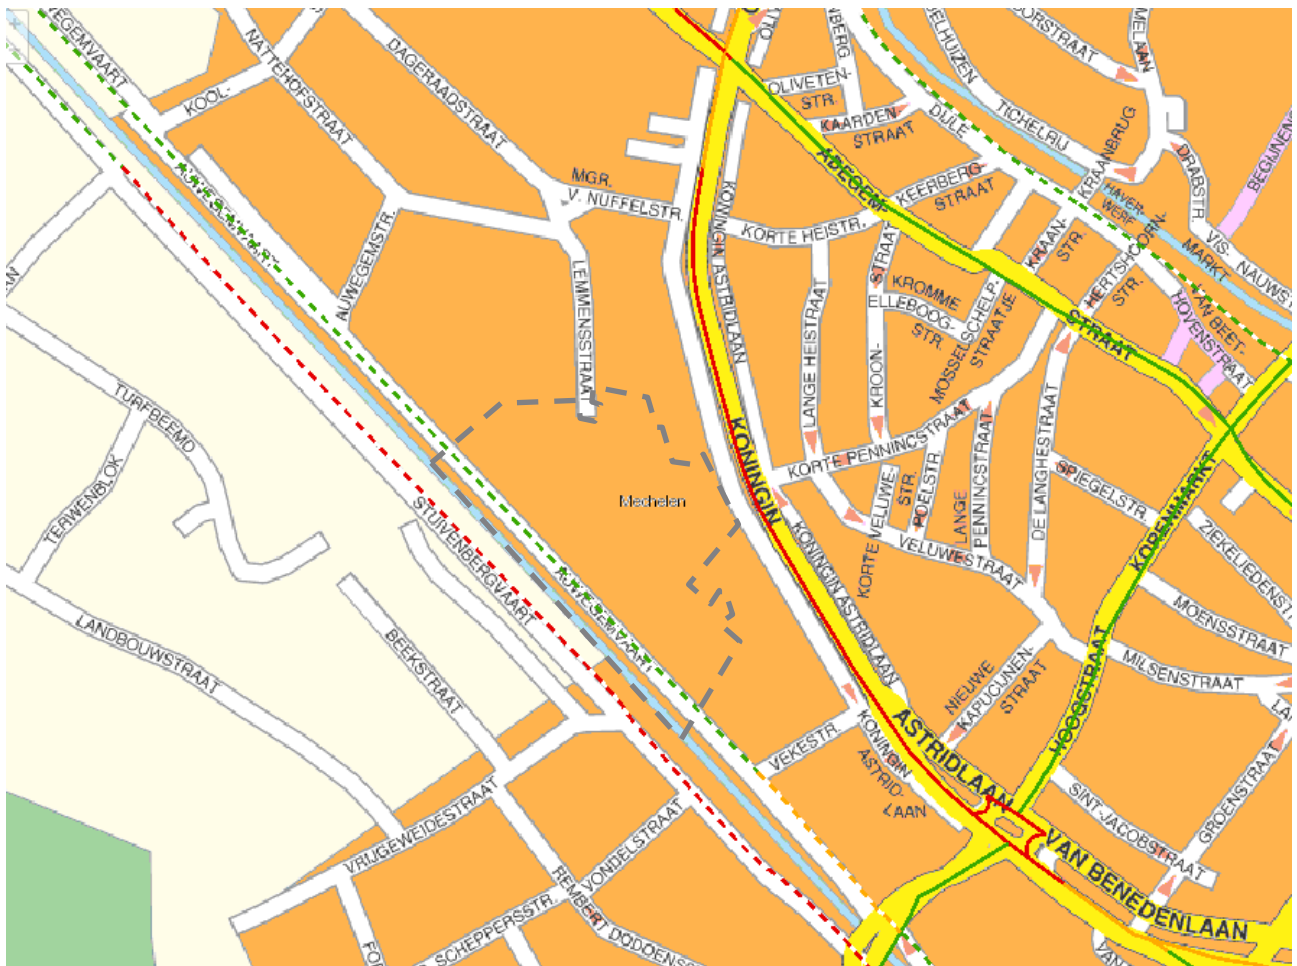 NATTEHOFSTRAAT
DAGERAADSTRAAT
KOOL-
AUWEGEMVAART
AUWEGEMSTR.
MGR.
V. NUFFELSTR.
LEMMENSSTRAAT
OLIVETEN-
STR.
KAARDEN-
STRAAT
DIJLE
TICHELRIJ
KRAANBRUG
DRABSTR.
HAVER-
WERF
VIS-
MARKT
NAUWSTR
ADEGEM-
STRAAT
KEERBERG-
STRAAT
KORTE HEISTR.
KONINGIN ASTRIDLAAN
KRAAN-
STR.
HERTSHOORN-
STR.
VAN BEET-
HOVENSTRAAT
LANGE HEISTRAAT
KROON-
STRAAT
KROMME
ELLEBOOG-
STR.
MOSSELSCHELP-
STRAATJE
KORTE PENNINCSTRAAT
KONINGIN
ASTRIDLAAN
TURFBEEMD
TERWENBLOK
Mechelen
KORTE VELUWE-
STR.
POELSTR.
LANGE
PENNINCSTRAAT
DE LANGHESTRAAT
SPIEGELSTR.
KORENMARKT
VELUWESTRAAT
MOENSSTRAAT
MILSENSTRAAT
STUIVENBERGVAART
AUWEGEMVAART
KONINGIN ASTRIDLAAN
LANDBOUWSTRAAT
BEEKSTRAAT
NIEUWE
KAPUCIJNEN-
STRAAT
HOOGSTRAAT
VEKESTR.
KONINGIN
ASTRID-
LAAN
SINT-JACOBSTRAAT
GROENSTRAAT
VAN BENEDENLAAN
VRIJGEWEIDESTRAAT
VONDELSTRAAT
SCHEPPERSSTR.
REMBERT DODOENS